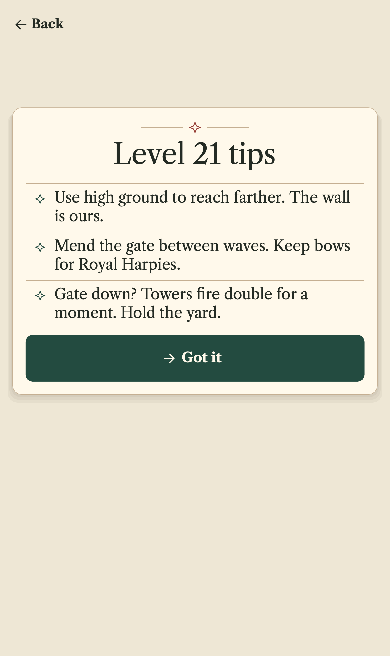 ← Back
Level 21 tips
Use high ground to reach farther. The wall
is ours.
Mend the gate between waves. Keep bows
for Royal Harpies.
Gate down? Towers fire double for a
moment. Hold the yard.
→ Got it